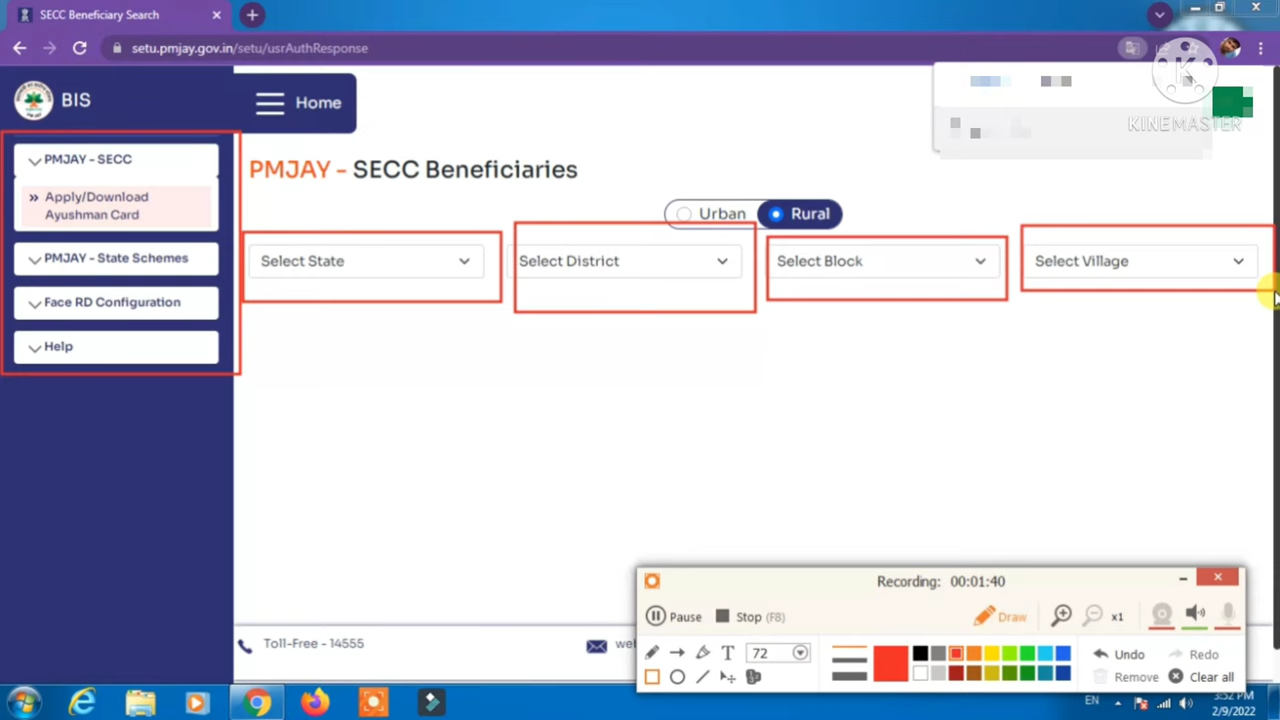 SECC Beneficiary Search
setu.pmjay.gov.in/setu/usrAuthResponse
BIS
Home
KINEMASTER
PMJAY - SECC
Apply/Download
Ayushman Card
PMJAY - State Schemes
Face RD Configuration
Help
PMJAY - SECC Beneficiaries
Urban
Rural
Select State
Select District
Select Block
Select Village
Toll-Free - 14555
Recording: 00:01:40
Pause
Stop (F8)
Draw
x1
T
72
Undo
Redo
Remove
Clear all
EN
3:52 PM
2/9/2022